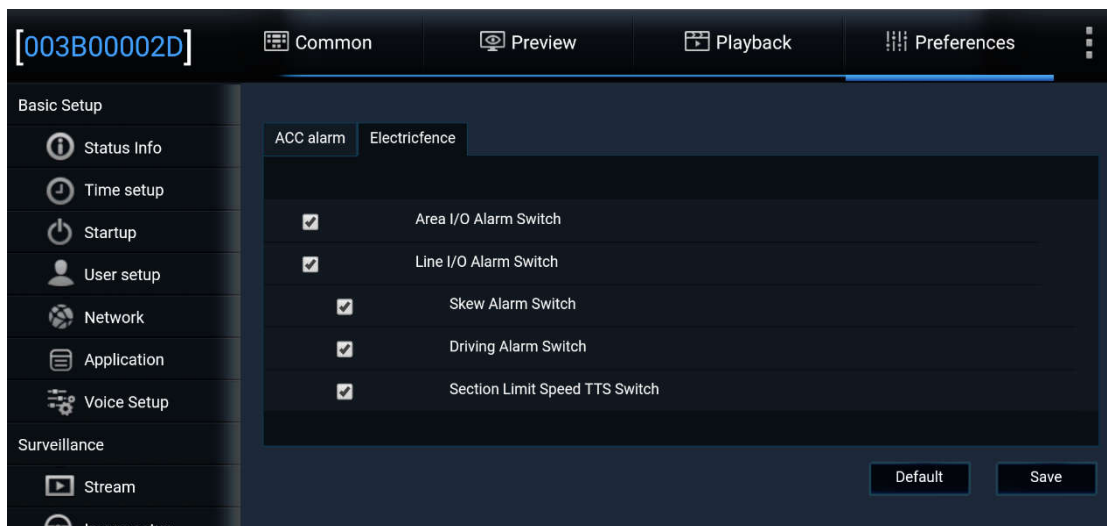 [003B00002D]
Common
Preview
Playback
Preferences
Basic Setup
Status Info
Time setup
Startup
User setup
Network
Application
Voice Setup
Surveillance
Stream
ACC alarm
Electricfence
Area I/O Alarm Switch
Line I/O Alarm Switch
Skew Alarm Switch
Driving Alarm Switch
Section Limit Speed TTS Switch
Default
Save